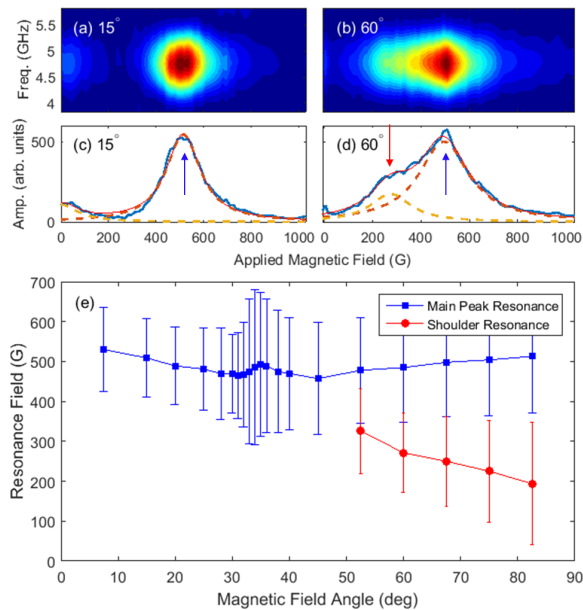 (a) 15°
(b) 60°
Freq. (GHz)
5.5
5
4.5
4
(c) 15°
(d) 60°
Amp. (arb. units)
500
0
0 200 400 600 800 1000
0 200 400 600 800 1000
Applied Magnetic Field (G)
(e)
Main Peak Resonance
Shoulder Resonance
Resonance Field (G)
700
600
500
400
300
200
100
0
0 10 20 30 40 50 60 70 80 90
Magnetic Field Angle (deg)